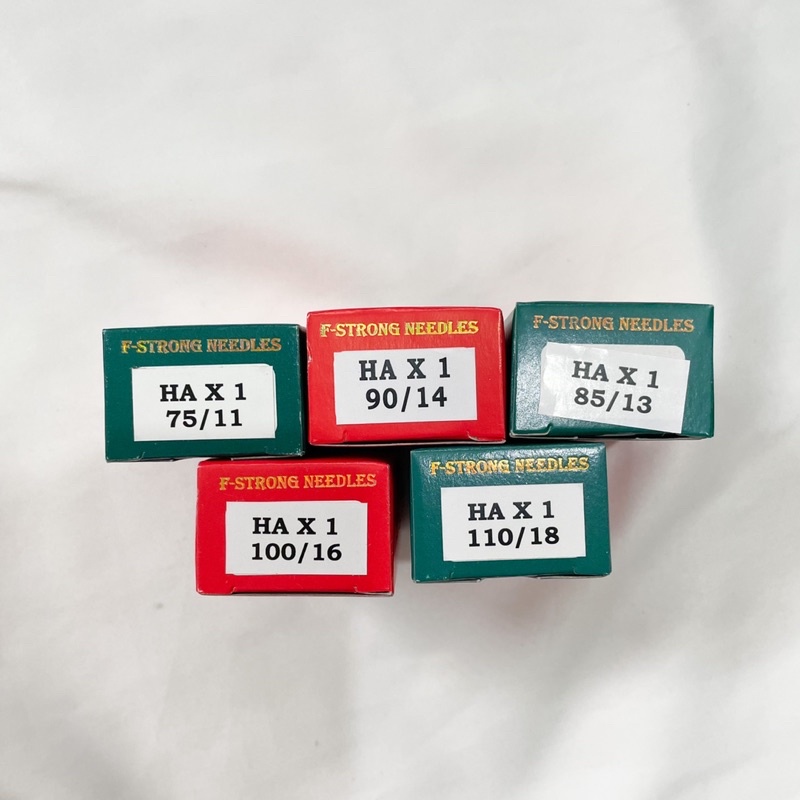 F-STRONG NEEDLES
HA X 1
75/11
F-STRONG NEEDLES
HA X 1
90/14
F-STRONG NEEDLES
HA X 1
85/13
F-STRONG NEEDLES
HA X 1
100/16
F-STRONG NEEDLES
HA X 1
110/18